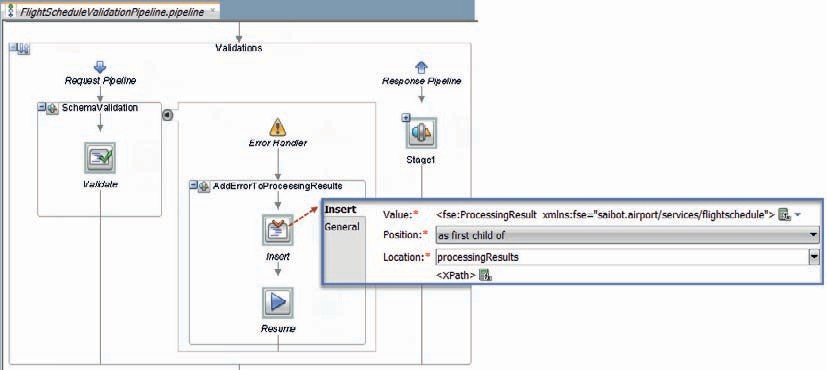 FlightScheduleValidationPipeline.pipeline
Validations
Request Pipeline
Response Pipeline
SchemaValidation
Validate
Error Handler
Stage1
AddErrorToProcessingResults
Insert
Resume
Insert
General
Value:* <fse:ProcessingResult xmlns:fse="saibot.airport/services/flightschedule">
Position:* as first child of
Location:* processingResults
<XPath>